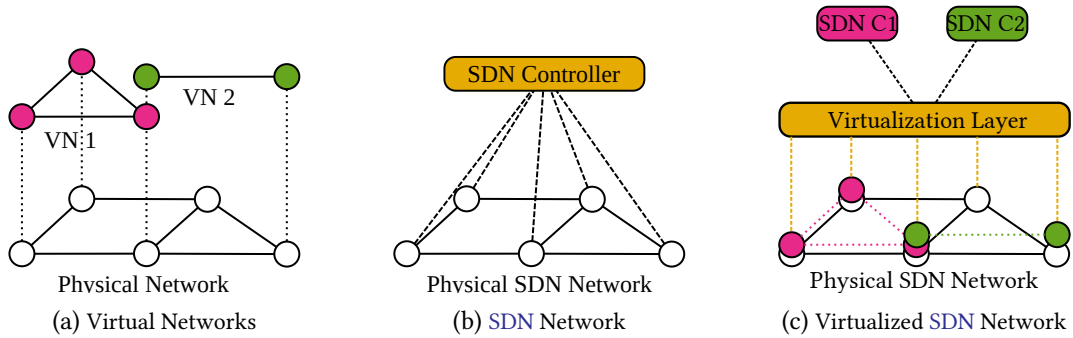 VN 1
VN 2
Physical Network
(a) Virtual Networks
SDN Controller
Physical SDN Network
(b) SDN Network
SDN C1
SDN C2
Virtualization Layer
Physical SDN Network
(c) Virtualized SDN Network